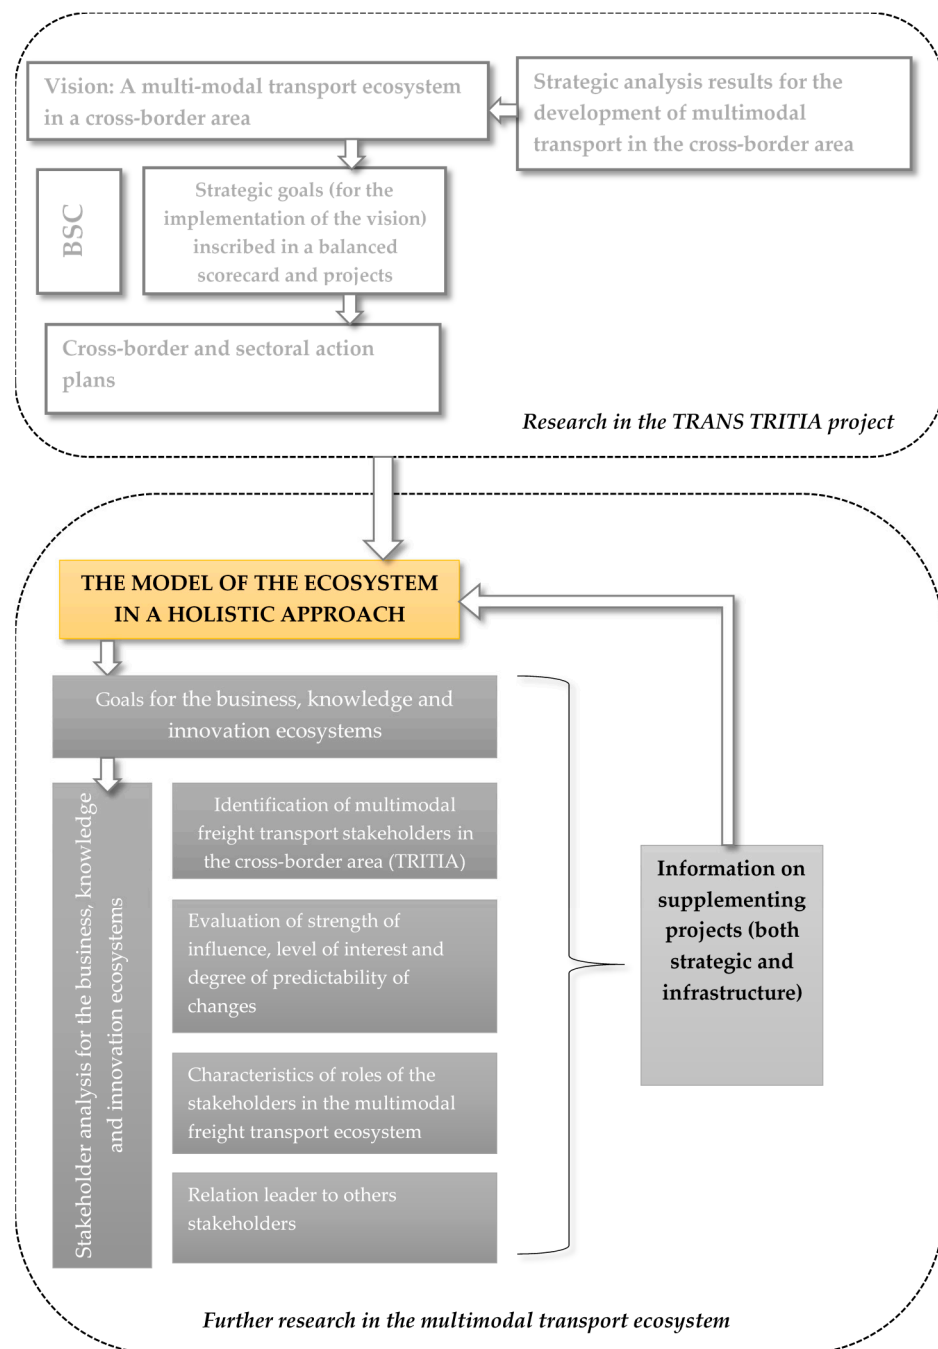 Vision: A multi-modal transport ecosystem
in a cross-border area
Strategic analysis results for the
development of multimodal
transport in the cross-border area
BSC
Strategic goals (for the
implementation of the vision)
inscribed in a balanced
scorecard and projects
Cross-border and sectoral action
plans
Research in the TRANS TRITIA project
THE MODEL OF THE ECOSYSTEM
IN A HOLISTIC APPROACH
Goals for the business, knowledge and
innovation ecosystems
Stakeholder analysis for the business, knowledge
and innovation ecosystems
Identification of multimodal
freight transport stakeholders in
the cross-border area (TRITIA)
Evaluation of strength of
influence, level of interest and
degree of predictability of
changes
Characteristics of roles of the
stakeholders in the multimodal
freight transport ecosystem
Relation leader to others
stakeholders
Information on
supplementing
projects (both
strategic and
infrastructure)
Further research in the multimodal transport ecosystem